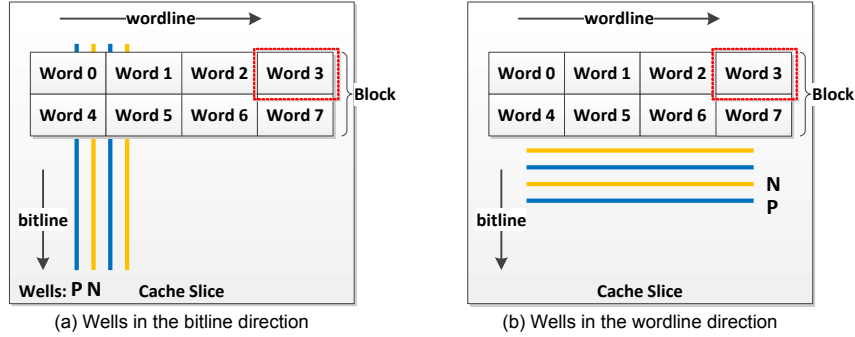 wordline
Word 0 Word 1 Word 2 Word 3
Word 4 Word 5 Word 6 Word 7
Block
bitline
Wells: P N Cache Slice
(a) Wells in the bitline direction
wordline
Word 0 Word 1 Word 2 Word 3
Word 4 Word 5 Word 6 Word 7
Block
N
P
bitline
Cache Slice
(b) Wells in the wordline direction